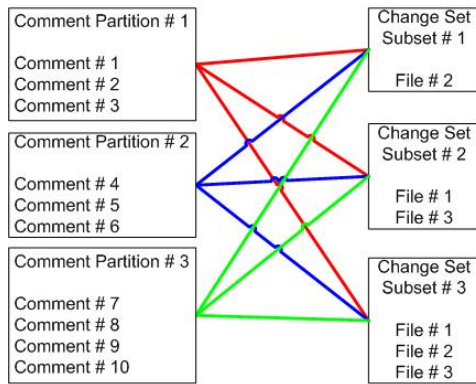 Comment Partition # 1
Comment # 1
Comment # 2
Comment # 3
Comment Partition # 2
Comment # 4
Comment # 5
Comment # 6
Comment Partition # 3
Comment # 7
Comment # 8
Comment # 9
Comment # 10
Change Set
Subset # 1
File # 2
Change Set
Subset # 2
File # 1
File # 3
Change Set
Subset # 3
File # 1
File # 2
File # 3